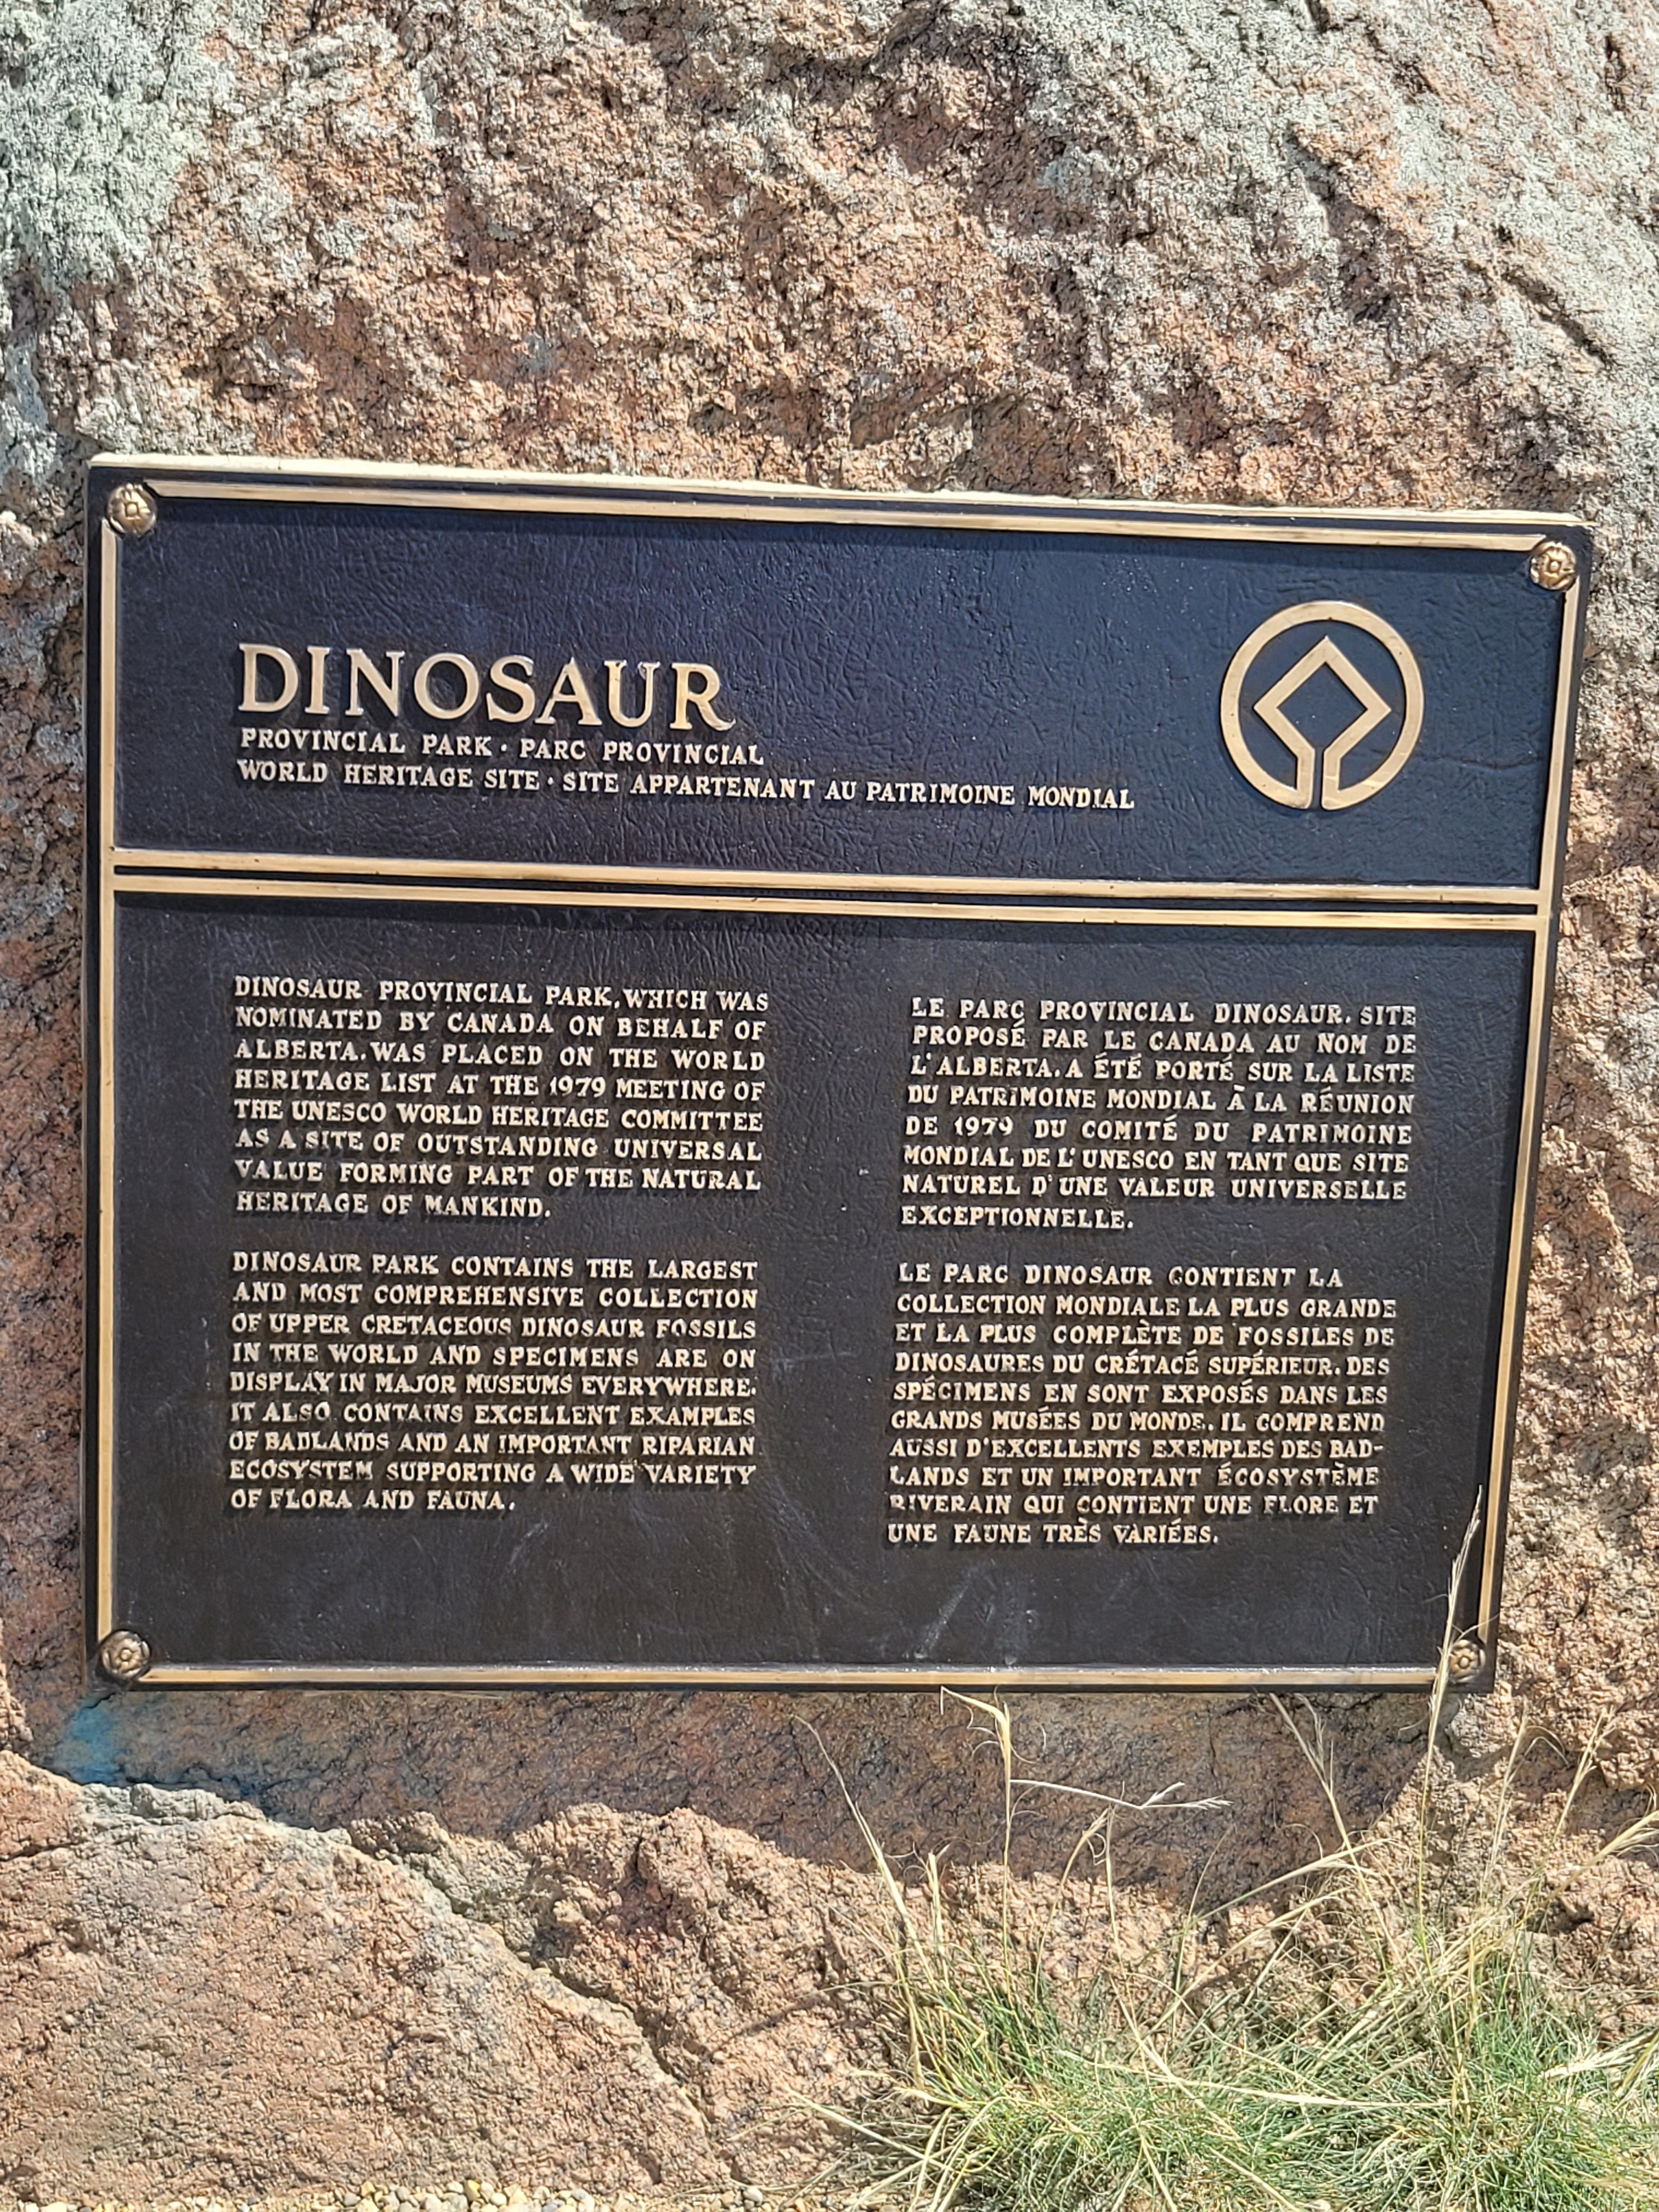 DINOSAUR
PROVINCIAL PARK · PARC PROVINCIAL
WORLD HERITAGE SITE · SITE APPARTENANT AU PATRIMOINE MONDIAL
DINOSAUR PROVINCIAL PARK, WHICH WAS
NOMINATED BY CANADA ON BEHALF OF
ALBERTA, WAS PLACED ON THE WORLD
HERITAGE LIST AT THE 1979 MEETING OF
THE UNESCO WORLD HERITAGE COMMITTEE
AS A SITE OF OUTSTANDING UNIVERSAL
VALUE FORMING PART OF THE NATURAL
HERITAGE OF MANKIND.
DINOSAUR PARK CONTAINS THE LARGEST
AND MOST COMPREHENSIVE COLLECTION
OF UPPER CRETACEOUS DINOSAUR FOSSILS
IN THE WORLD AND SPECIMENS ARE ON
DISPLAY IN MAJOR MUSEUMS EVERYWHERE.
IT ALSO CONTAINS EXCELLENT EXAMPLES
OF BADLANDS AND AN IMPORTANT RIPARIAN
ECOSYSTEM SUPPORTING A WIDE VARIETY
OF FLORA AND FAUNA.
LE PARC PROVINCIAL DINOSAUR, SITE
PROPOSÉ PAR LE CANADA AU NOM DE
L'ALBERTA, A ÉTÉ PORTÉ SUR LA LISTE
DU PATRIMOINE MONDIAL À LA RÉUNION
DE 1979 DU COMITÉ DU PATRIMOINE
MONDIAL DE L'UNESCO EN TANT QUE SITE
NATUREL D'UNE VALEUR UNIVERSELLE
EXCEPTIONNELLE.
LE PARC DINOSAUR CONTIENT LA
COLLECTION MONDIALE LA PLUS GRANDE
ET LA PLUS COMPLÈTE DE FOSSILES DE
DINOSAURES DU CRÉTACÉ SUPÉRIEUR. DES
SPÉCIMENS EN SONT EXPOSÉS DANS LES
GRANDS MUSÉES DU MONDE. IL COMPREND
AUSSI D'EXCELLENTS EXEMPLES DES BAD-
LANDS ET UN IMPORTANT ÉCOSYSTÈME
RIVERAIN QUI CONTIENT UNE FLORE ET
UNE FAUNE TRÈS VARIÉES.